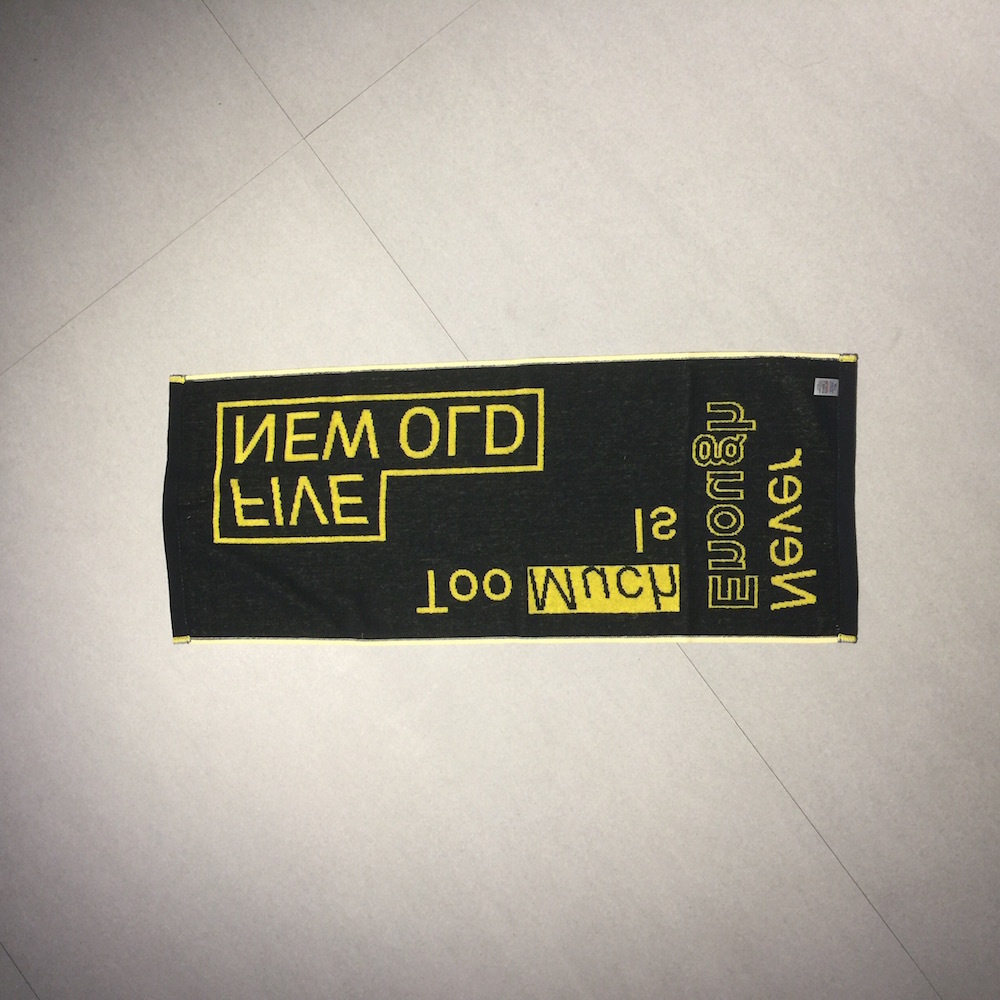 Too Much
Is
Never
Enough
FIVE
NEW OLD